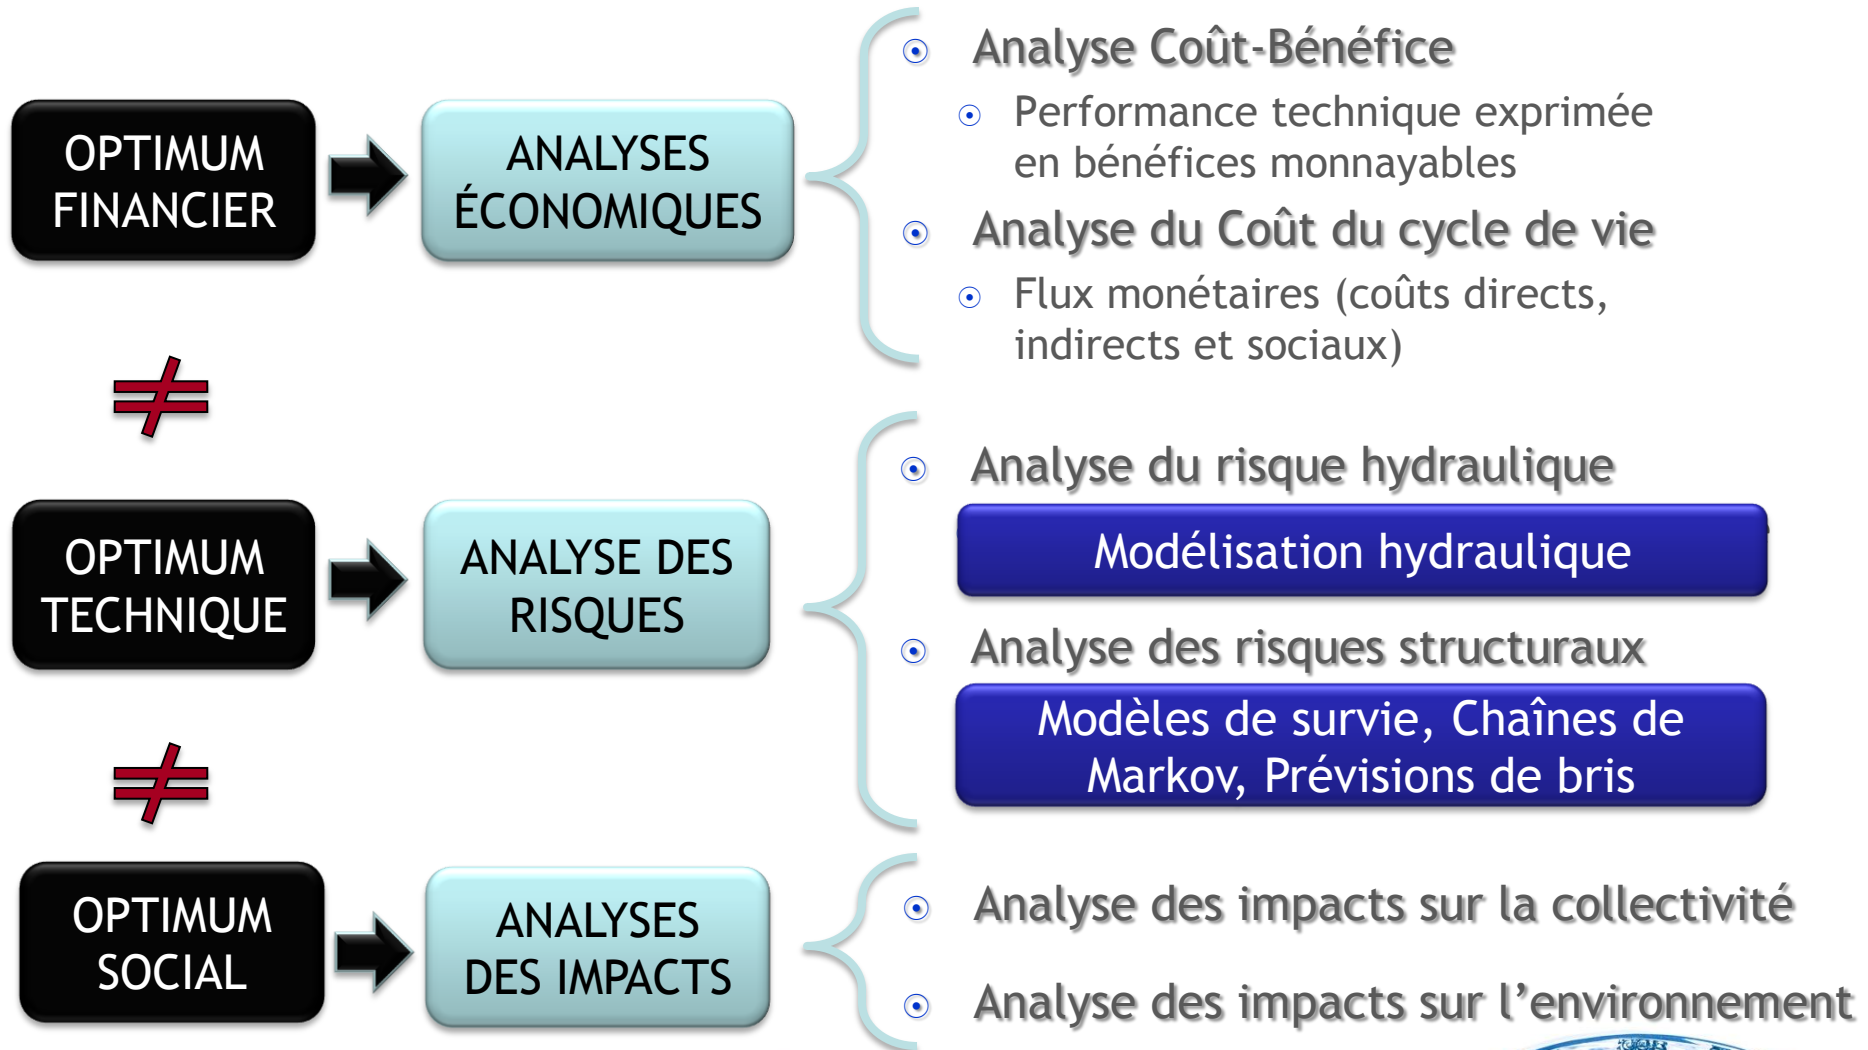 OPTIMUM
FINANCIER
ANALYSES
ÉCONOMIQUES
Analyse Coût-Bénéfice
Performance technique exprimée
en bénéfices monnayables
Analyse du Coût du cycle de vie
Flux monétaires (coûts directs,
indirects et sociaux)
≠
OPTIMUM
TECHNIQUE
ANALYSE DES
RISQUES
Analyse du risque hydraulique
Modélisation hydraulique
Analyse des risques structuraux
Modèles de survie, Chaînes de
Markov, Prévisions de bris
≠
OPTIMUM
SOCIAL
ANALYSES
DES IMPACTS
Analyse des impacts sur la collectivité
Analyse des impacts sur l’environnement